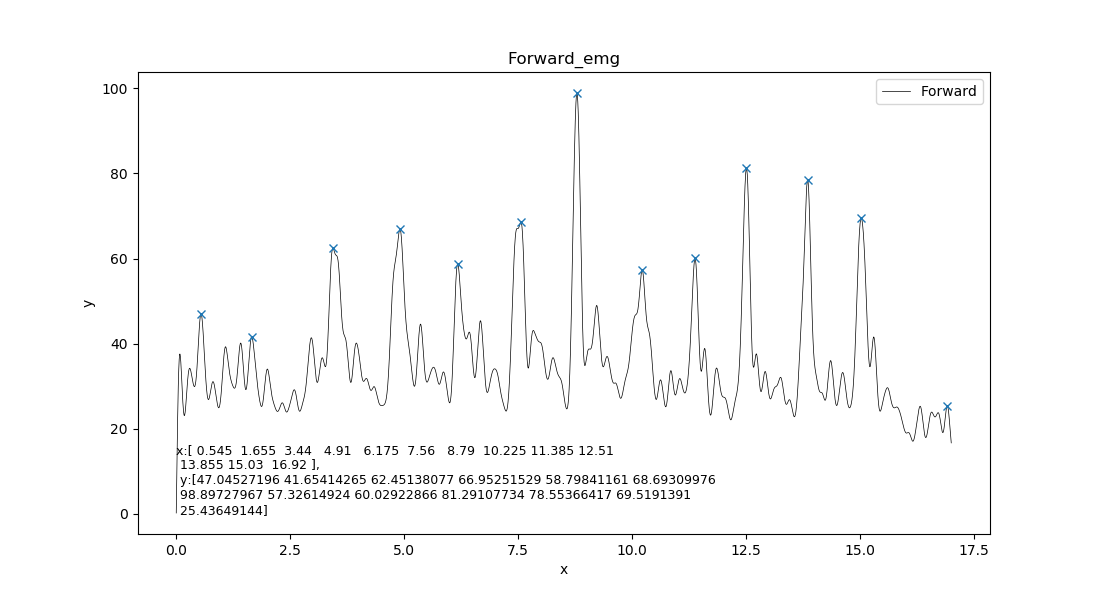 Forward_emg
Forward
100
80
60
40
20
0
y
x:[ 0.545  1.655  3.44   4.91   6.175  7.56   8.79  10.225 11.385 12.51
13.855 15.03  16.92 ],
y:[47.04527196 41.65414265 62.45138077 66.95251529 58.79841161 68.69309976
98.89727967 57.32614924 60.02922866 81.29107734 78.55366417 69.5191391
25.43649144]
0.0 2.5 5.0 7.5 10.0 12.5 15.0 17.5
x